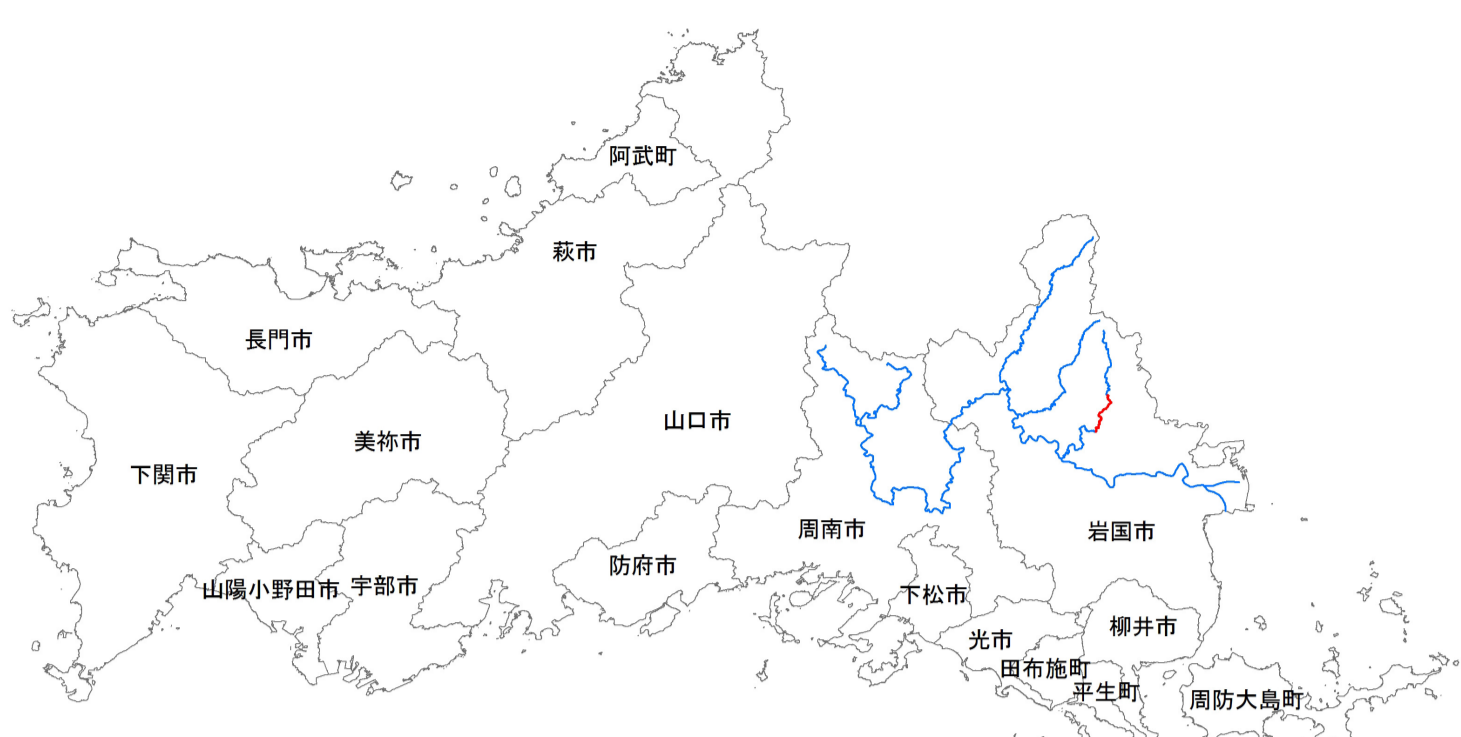 阿武町
萩市
長門市
山口市
美祢市
下関市
周南市
岩国市
防府市
山陽小野田市
宇部市
下松市
柳井市
光市
田布施町
平生町
周防大島町